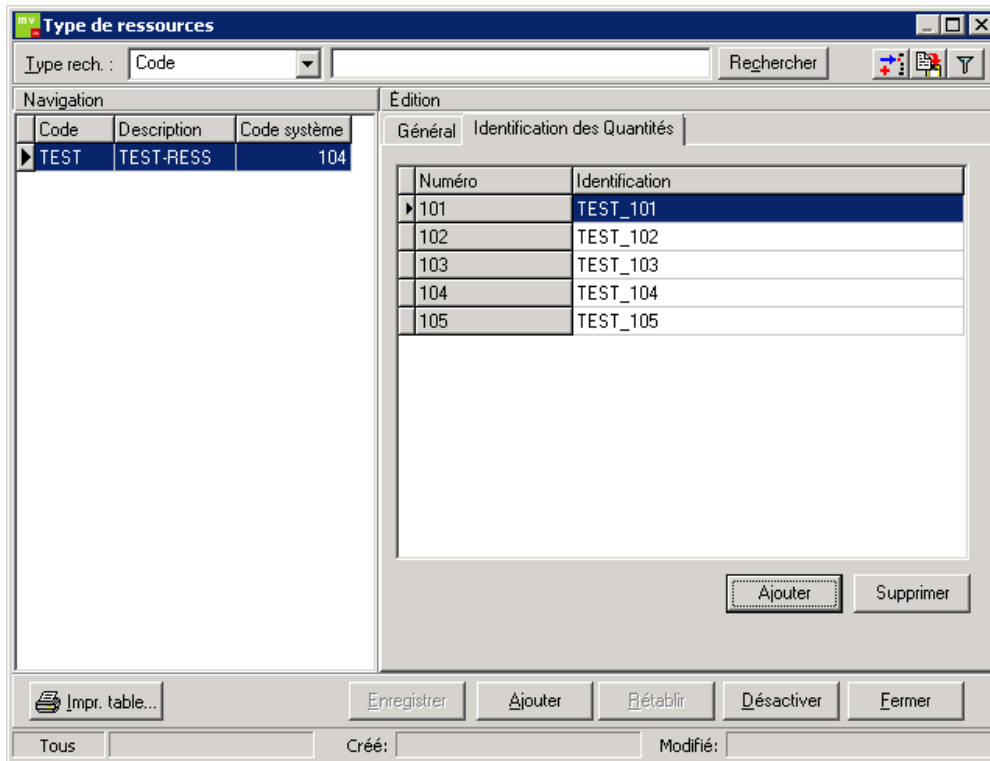 mv Type de ressources
Type rech. : Code Rechercher
Navigation Édition
Code Description Code système
TEST TEST-RESS 104
Général Identification des Quantités
Numéro Identification
101 TEST_101
102 TEST_102
103 TEST_103
104 TEST_104
105 TEST_105
Ajouter Supprimer
Impr. table... Enregistrer Ajouter Rétablir Désactiver Fermer
Tous Créé: Modifié: